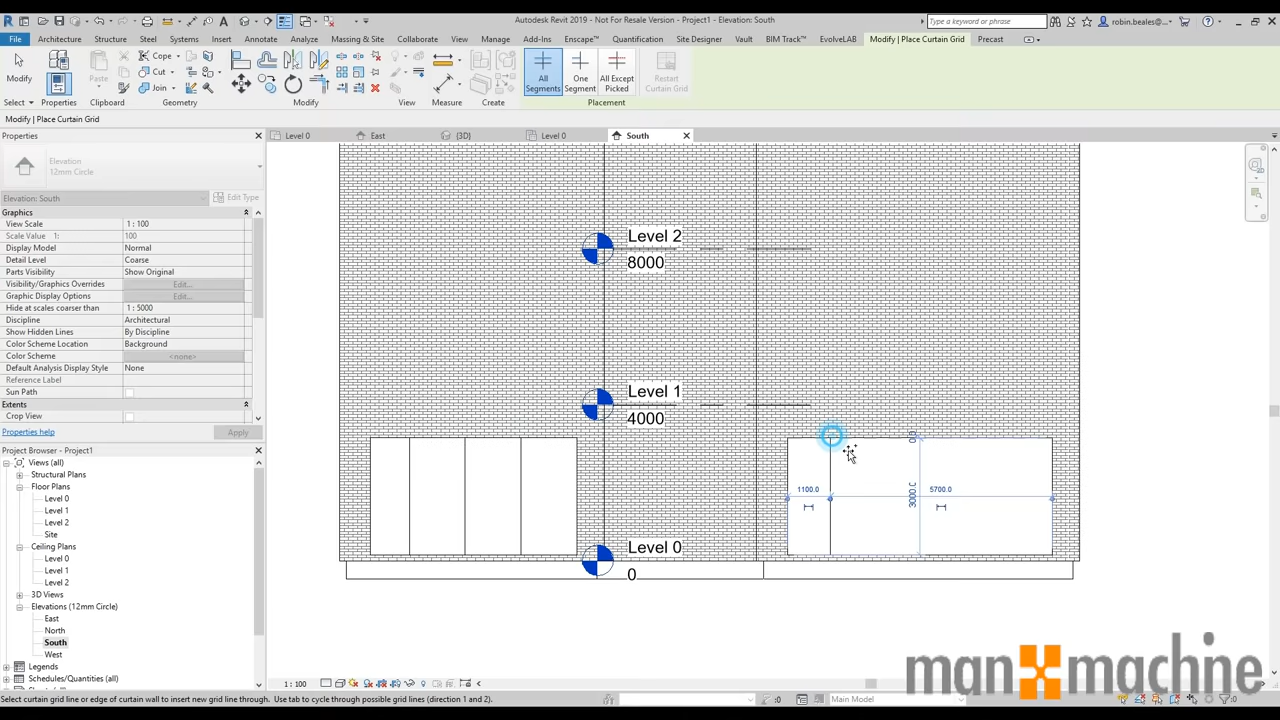 Autodesk Revit 2019 - Not For Resale Version - Project1 - Elevation: South
Type a keyword or phrase
robin.beales@...
File Architecture Structure Steel Systems Insert Annotate Analyze Massing & Site Collaborate View Manage Add-Ins Enscape™ Quantification Site Designer Vault BIM Track™ EvolveLAB Modify | Place Curtain Grid Precast
Modify
Paste
Cope
Cut
Join
All Segments
One Segment
All Except Picked
Restart Curtain Grid
Select Properties Clipboard Geometry Modify View Measure Create Placement
Modify | Place Curtain Grid
Properties
Level 0 East {3D} Level 0 South
Elevation
12mm Circle
Elevation: South
Edit Type
Graphics
View Scale 1 : 100
Scale Value 1: 100
Display Model Normal
Detail Level Coarse
Parts Visibility Show Original
Visibility/Graphics Overrides Edit...
Graphic Display Options Edit...
Hide at scales coarser than 1 : 5000
Discipline Architectural
Show Hidden Lines By Discipline
Color Scheme Location Background
Color Scheme <none>
Default Analysis Display Style None
Reference Label
Sun Path
Extents
Crop View
Properties help
Apply
Project Browser - Project1
Views (all)
Structural Plans
Floor Plans
Level 0
Level 1
Level 2
Site
Ceiling Plans
Level 0
Level 1
Level 2
3D Views
Elevations (12mm Circle)
East
North
South
West
Legends
Schedules/Quantities (all)
Level 2
8000
Level 1
4000
Level 0
0
1100.0
3000.0
0.0
5700.0
manxmachine
1 : 100
Select curtain wall or edge of curtain wall to insert new grid line through. Use tab to cycle through possible grid lines (direction 1 and 2).
:0
Main Model
:0